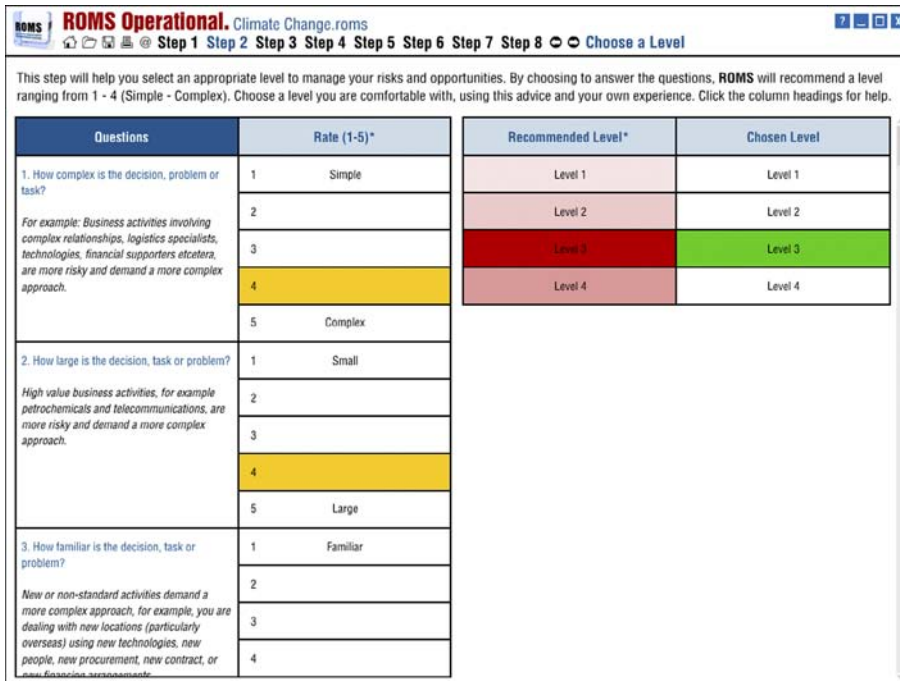 ROMS
ROMS Operational. Climate Change.roms
@ Step 1 Step 2 Step 3 Step 4 Step 5 Step 6 Step 7 Step 8 Choose a Level
?
This step will help you select an appropriate level to manage your risks and opportunities. By choosing to answer the questions, ROMS will recommend a level
ranging from 1 - 4 (Simple - Complex). Choose a level you are comfortable with, using this advice and your own experience. Click the column headings for help.
Questions
Rate (1-5)*
1. How complex is the decision, problem or
task?
For example: Business activities involving
complex relationships, logistics specialists,
technologies, financial supporters etcetera,
are more risky and demand a more complex
approach.
1 Simple
2
3
4
5 Complex
2. How large is the decision, task or problem?
High value business activities, for example
petrochemicals and telecommunications, are
more risky and demand a more complex
approach.
1 Small
2
3
4
5 Large
3. How familiar is the decision, task or
problem?
New or non-standard activities demand a
more complex approach, for example, you are
dealing with new locations (particularly
overseas) using new technologies, new
people, new procurement, new contract, or
new financing arrangements
1 Familiar
2
3
4
Recommended Level*
Chosen Level
Level 1
Level 1
Level 2
Level 2
Level 3
Level 3
Level 4
Level 4